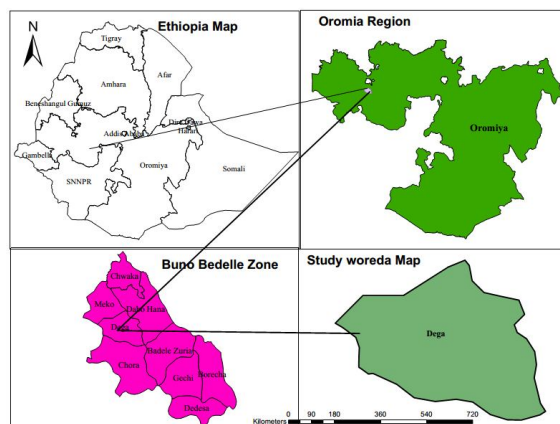 Ethiopia Map
N
Tigray
Afar
Amhara
Beneshangul Gumuz
Addis Ababa
Dire Dawa
Harari
Gambella
SNNPR
Oromiya
Somali
Oromia Region
Oromiya
Buno Bedelle Zone
Chwaka
Meko
Dabo Hana
Dega
Badele Zuria
Chora
Gechi
Borecha
Dedesa
Study woreda Map
Dega
Kilometers
0 90 180 360 540 720